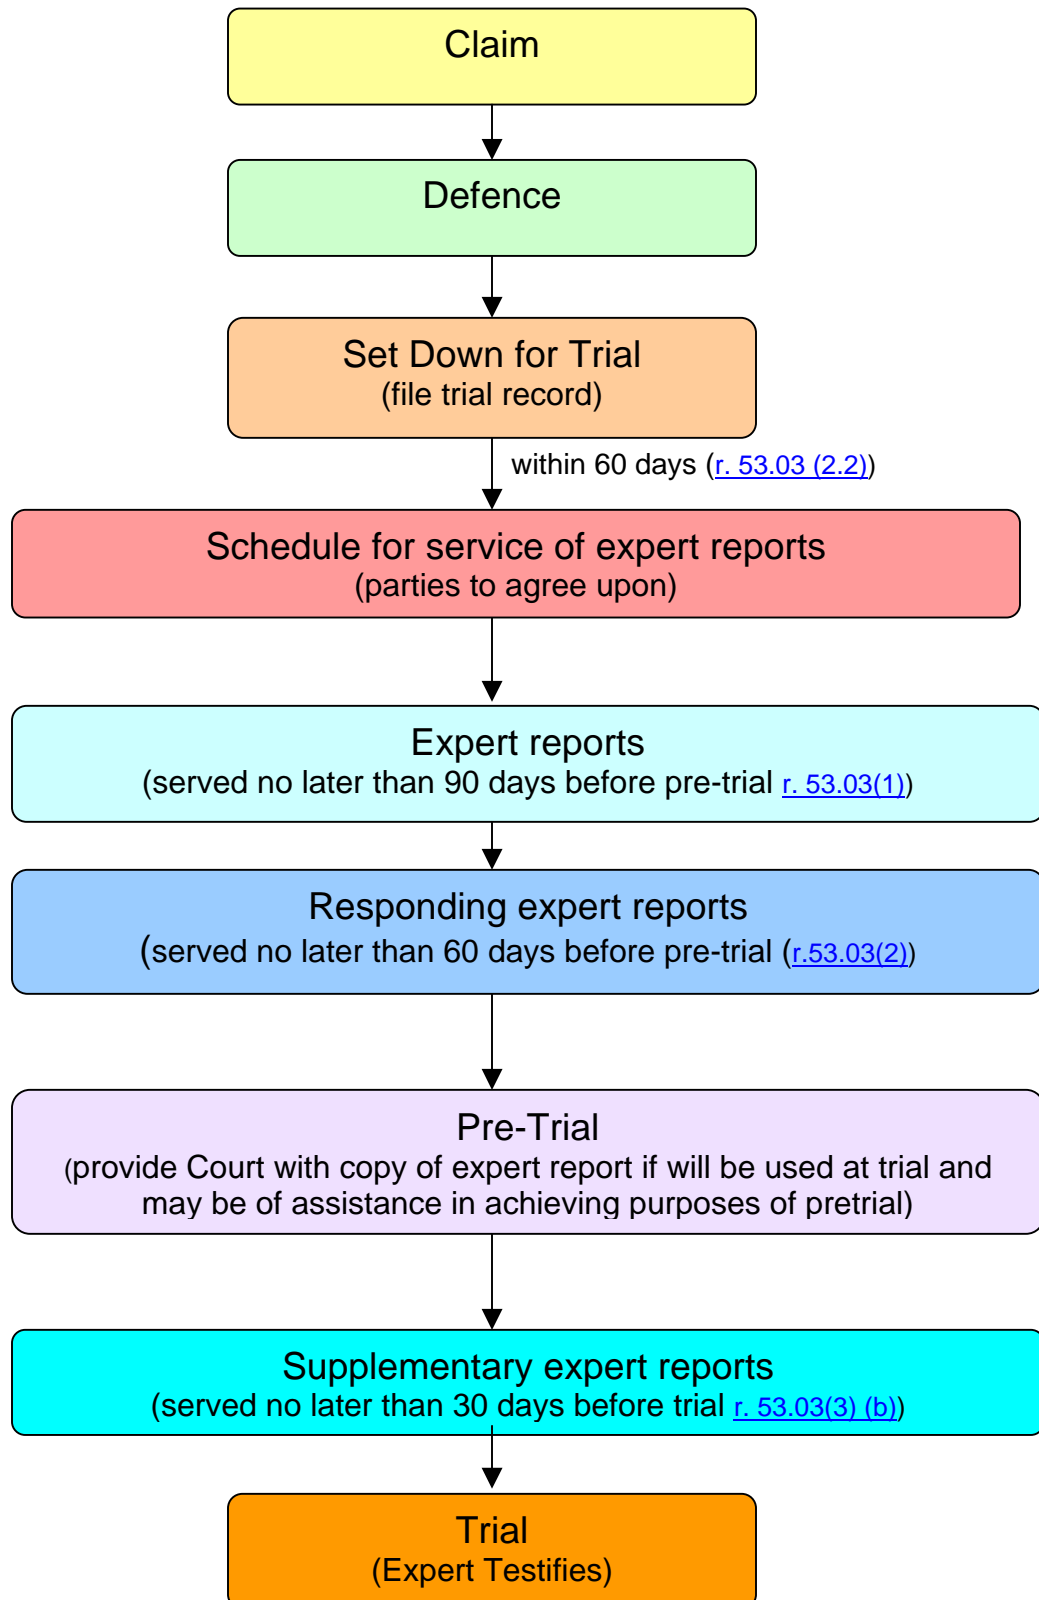 Claim
Defence
Set Down for Trial
(file trial record)
within 60 days (r. 53.03 (2.2))
Schedule for service of expert reports
(parties to agree upon)
Expert reports
(served no later than 90 days before pre-trial r. 53.03(1))
Responding expert reports
(served no later than 60 days before pre-trial (r.53.03(2))
Pre-Trial
(provide Court with copy of expert report if will be used at trial and
may be of assistance in achieving purposes of pretrial)
Supplementary expert reports
(served no later than 30 days before trial r. 53.03(3) (b))
Trial
(Expert Testifies)